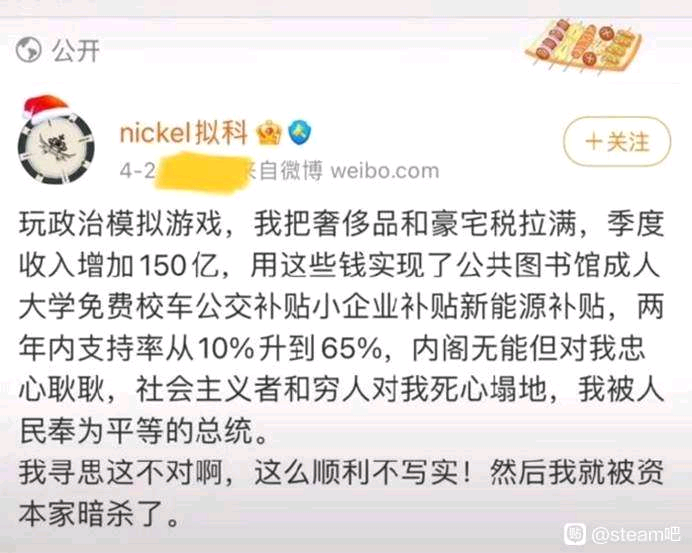 公开
nickel拟科
+关注
4-2 来自微博 weibo.com
玩政治模拟游戏，我把奢侈品和豪宅税拉满，季度
收入增加150亿，用这些钱实现了公共图书馆成人
大学免费校车公交补贴小企业补贴新能源补贴，两
年内支持率从10%升到65%，内阁无能但对我忠
心耿耿，社会主义者和穷人对我死心塌地，我被人
民奉为平等的总统。
我寻思这不对啊，这么顺利不写实！然后我就被资
本家暗杀了。
贴 @steam吧